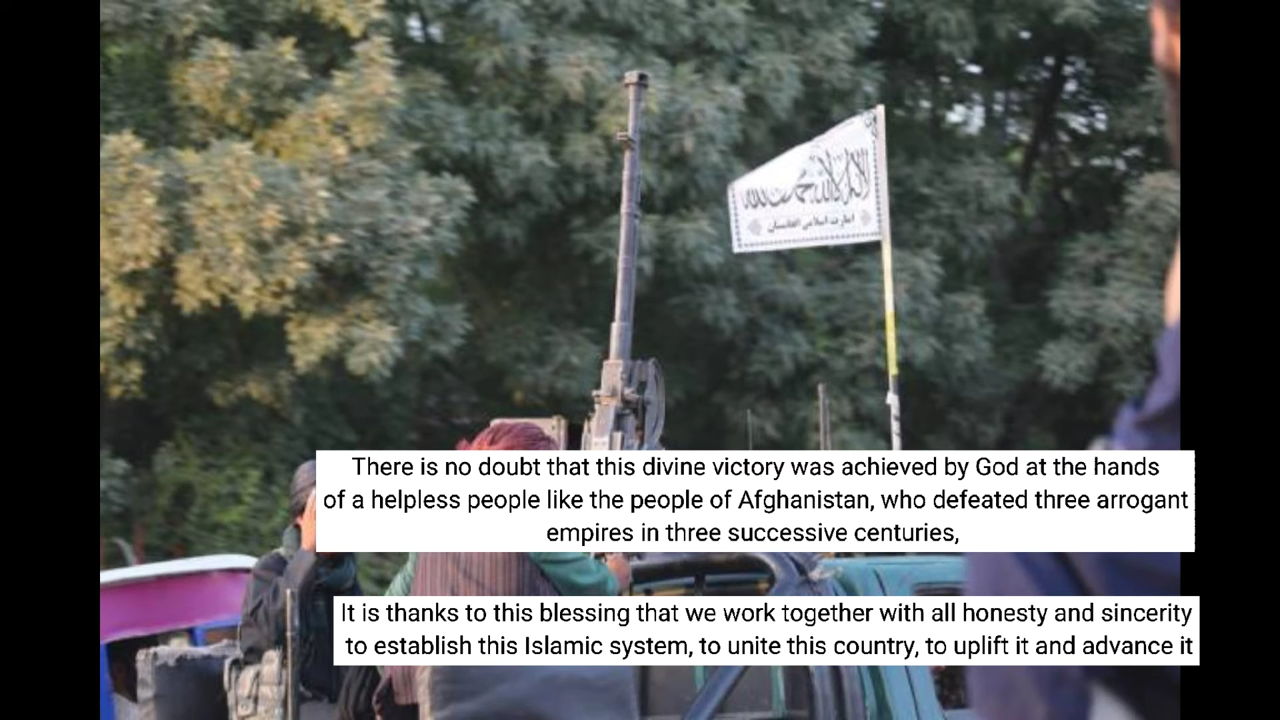 لا إله إلا الله محمد رسول الله
امارت اسلامی افغانستان
There is no doubt that this divine victory was achieved by God at the hands
of a helpless people like the people of Afghanistan, who defeated three arrogant
empires in three successive centuries,
It is thanks to this blessing that we work together with all honesty and sincerity
to establish this Islamic system, to unite this country, to uplift it and advance it